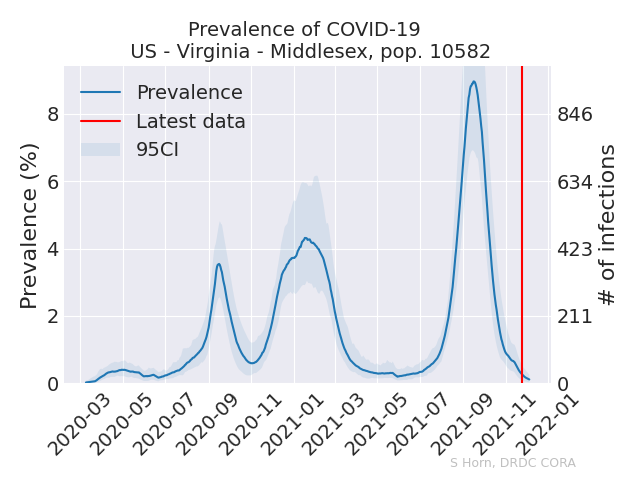 Prevalence of COVID-19
US - Virginia - Middlesex, pop. 10582
Prevalence
Latest data
95CI
Prevalence (%)
8
6
4
2
0
# of infections
846
634
423
211
0
2020-03
2020-05
2020-07
2020-09
2020-11
2021-01
2021-03
2021-05
2021-07
2021-09
2021-11
2022-01
S Horn, DRDC CORA